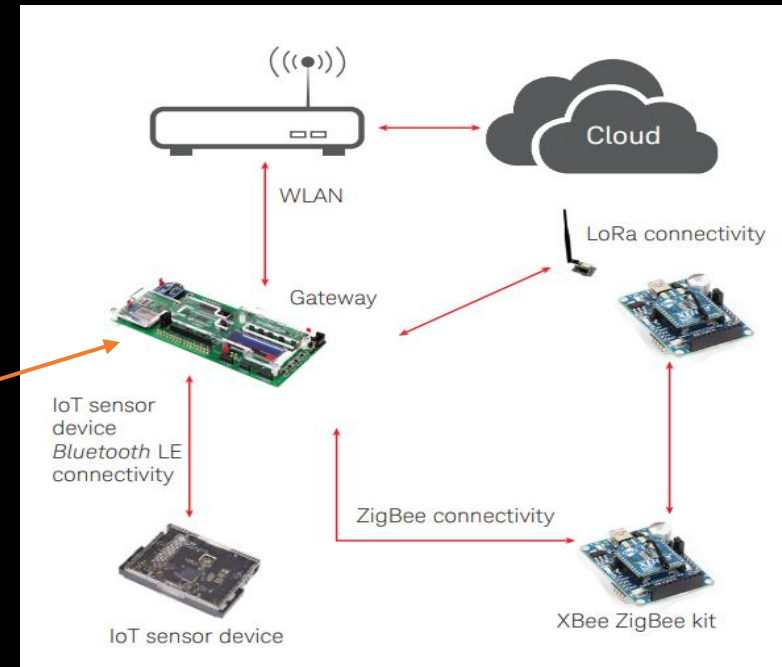 Cloud
WLAN
LoRa connectivity
Gateway
IoT sensor
device
Bluetooth LE
connectivity
ZigBee connectivity
IoT sensor device
XBee ZigBee kit